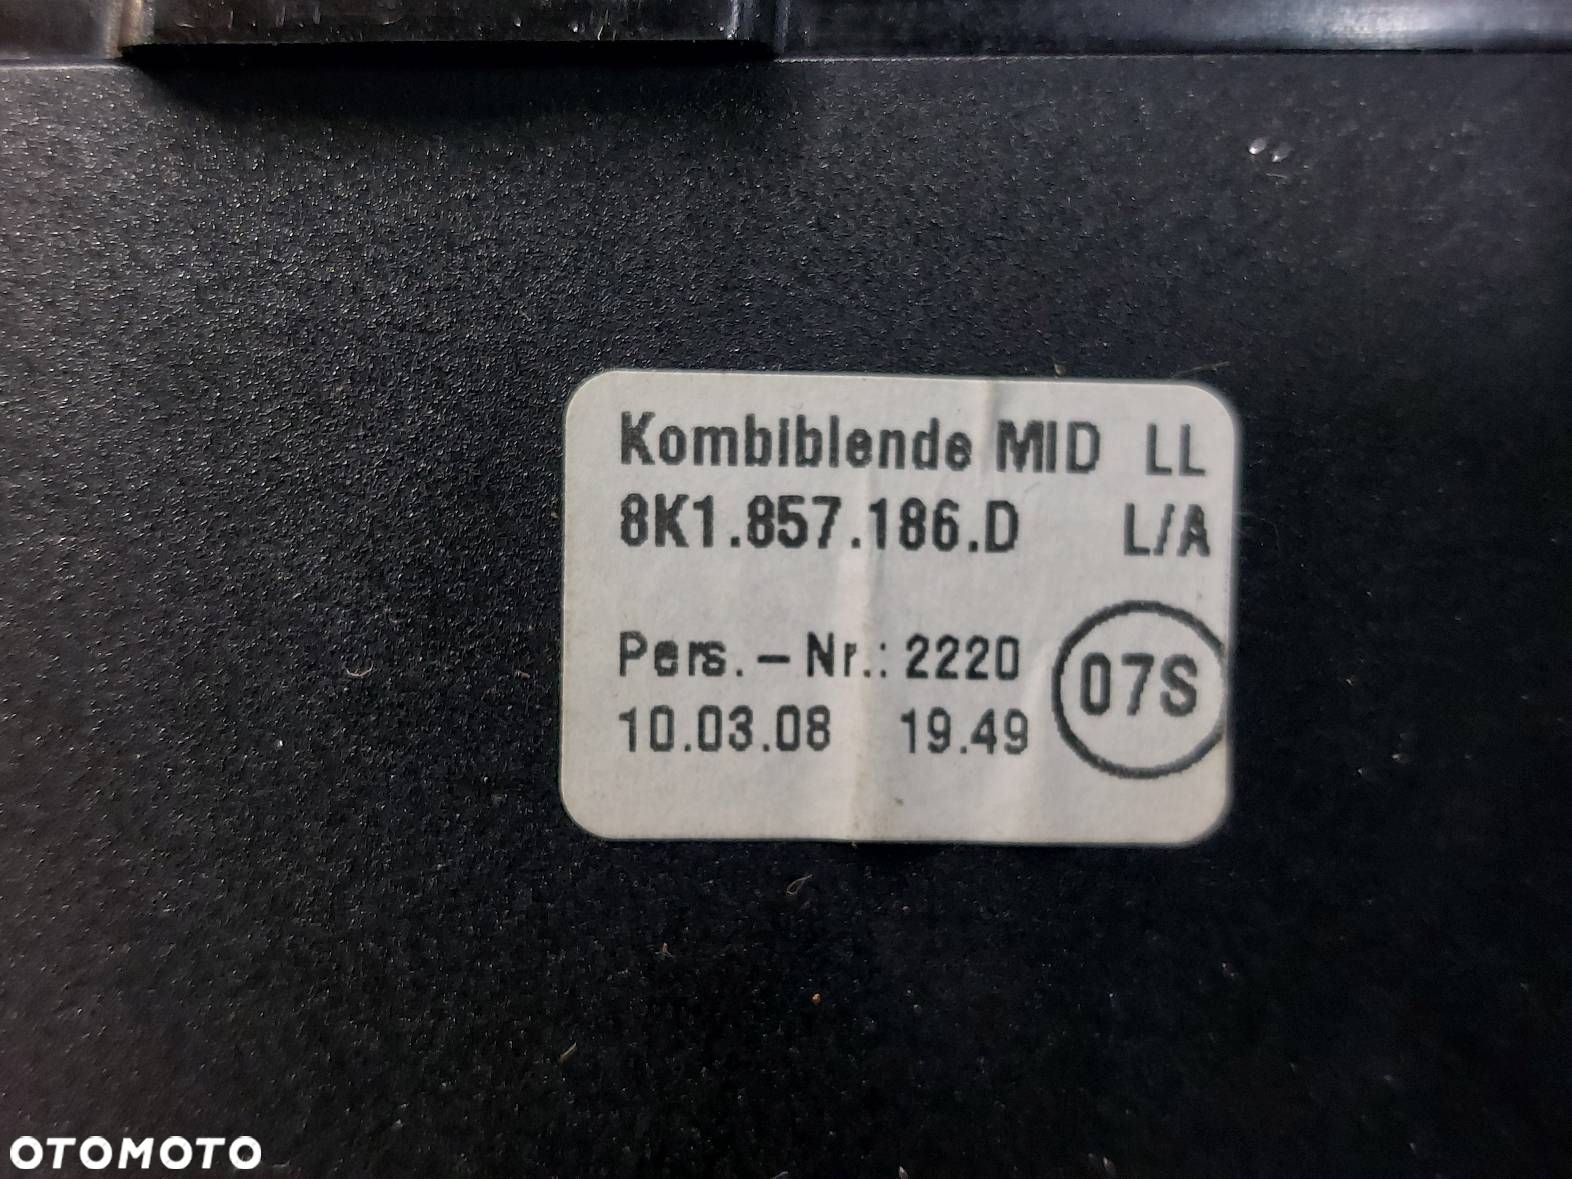 Kombiblende MID LL
8K1.857.186.D L/A
Pers.-Nr.: 2220
07S
10.03.08 19.49
OTOMOTO